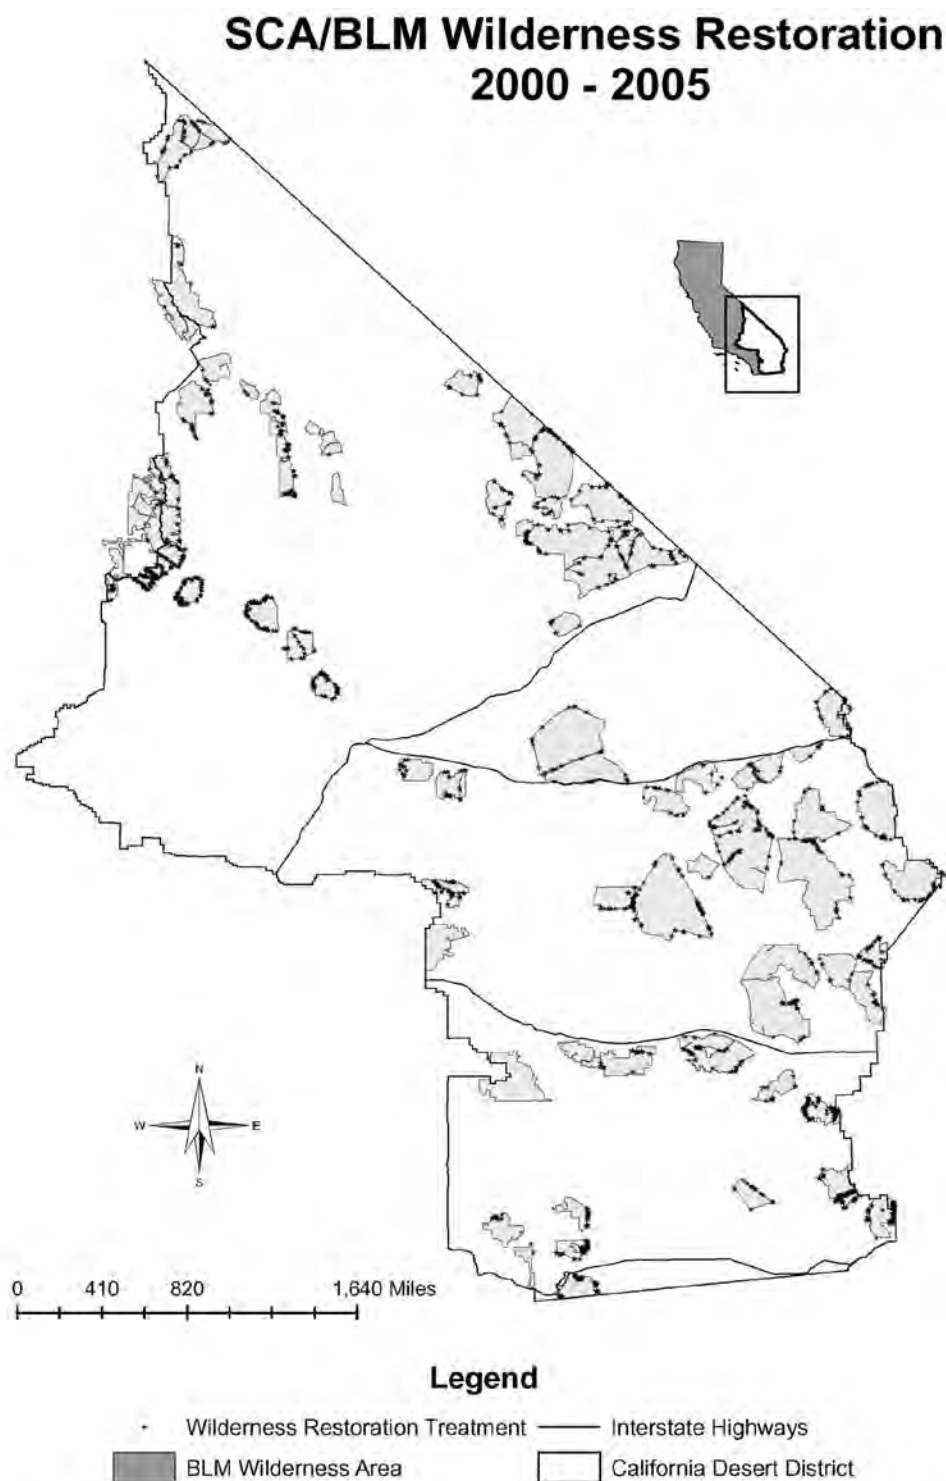 SCA/BLM Wilderness Restoration
2000 - 2005
N
W E
S
0 410 820 1,640 Miles
Legend
Wilderness Restoration Treatment Interstate Highways
BLM Wilderness Area California Desert District